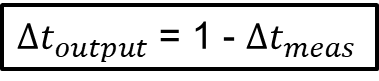 Δt_output = 1 - Δt_meas